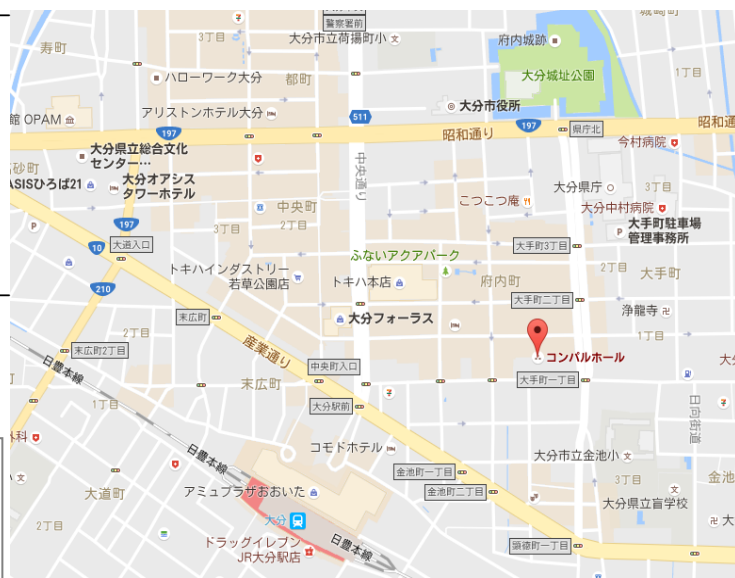 警察署前
大分市立荷揚町小
城崎町
3丁目
府内城跡
寿町
大分城址公園
1丁目
都町
ハローワーク大分
館 OPAM
アリストンホテル大分
大分市役所
511
197
昭和通り
197
県庁北
昭和通
今村病院
大分県立総合文化
センター…
中央通り
砂町
ASISひろば21
大分オアシス
タワーホテル
大分県庁
3丁目
中央町
こつこつ庵
大分中村病院
大手町駐車場
管理事務所
197
3丁目
2丁目
10
大道入口
大手町3丁目
ふないアクアパーク
トキハインダストリー
若草公園店
トキハ本店
府内町
2丁目
大手町
210
大手町二丁目
浄龍寺
末広町
大分フォーラス
2丁目
1丁目
産業通り
末広町2丁目
コンパルホール
大分
日豊本線
中央町入口
大手町一丁目
末広町
1丁目
大分駅前
日向街道
外科
コモドホテル
日豊本線
大分市立金池小
金池町一丁目
小
大道町
アミュプラザおおいた
金池町二丁目
金池
大分県立盲学校
2丁目
大分
大
ドラッグイレブン
JR大分駅店
日豊本線
顕徳町一丁目